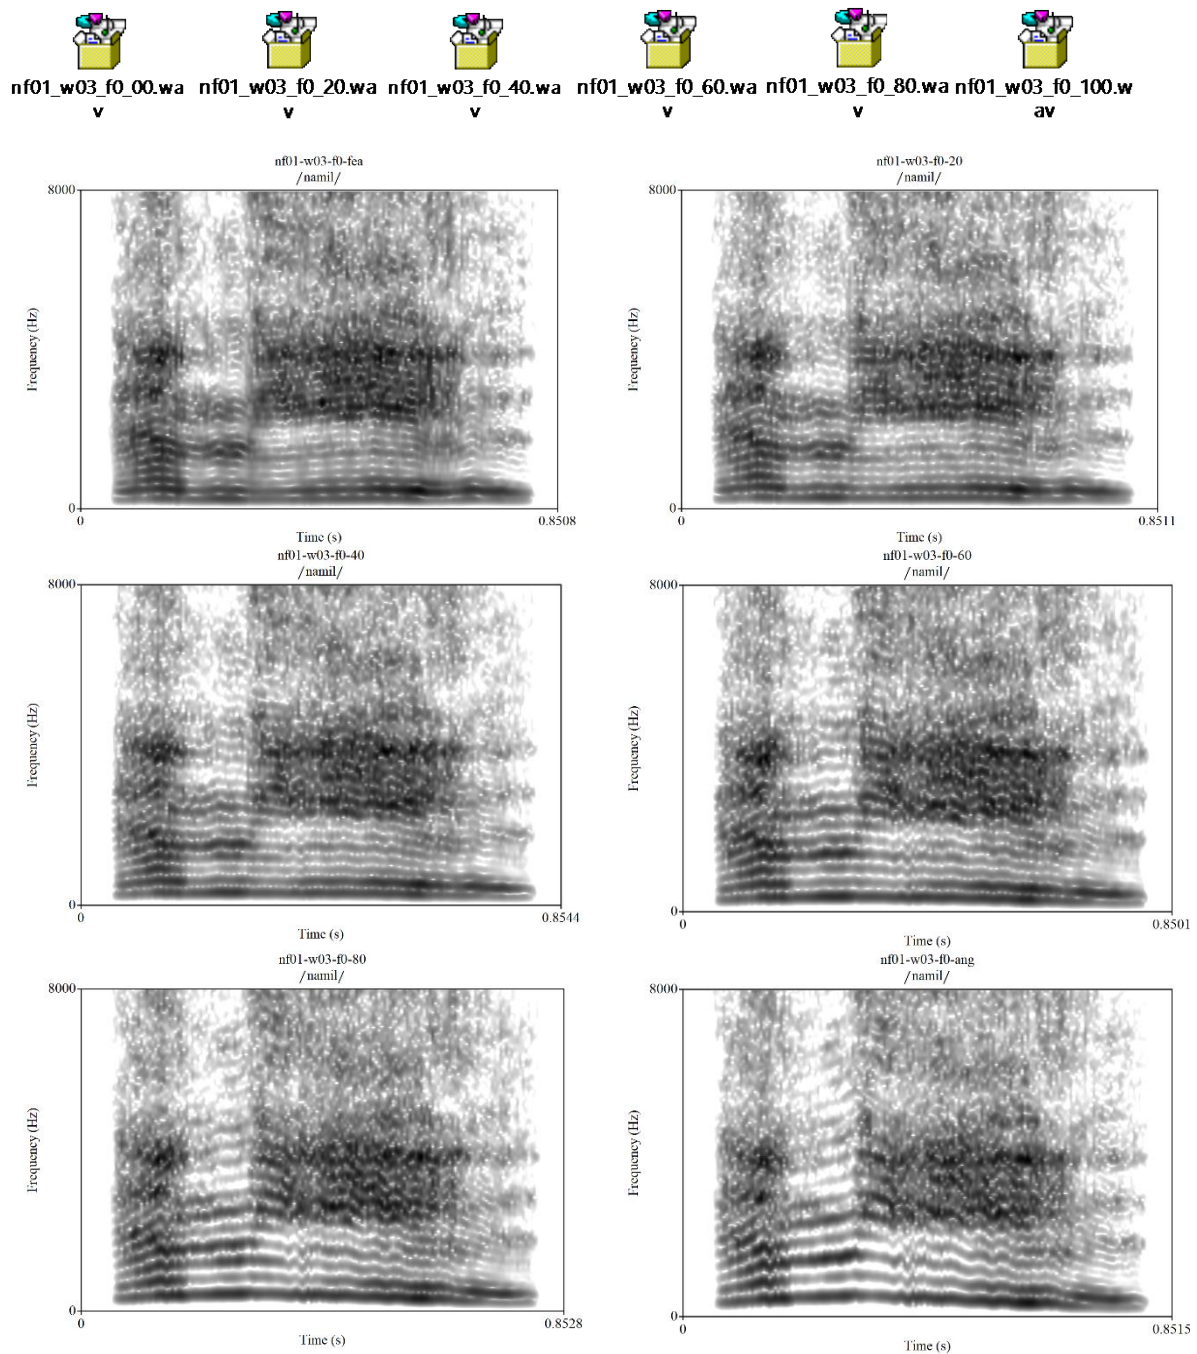 nf01_w03_f0_00.wa
v
nf01_w03_f0_20.wa
v
nf01_w03_f0_40.wa
v
nf01_w03_f0_60.wa
v
nf01_w03_f0_80.wa
v
nf01_w03_f0_100.w
av
nf01-w03-f0-fea
/namil/
8000
Frequency (Hz)
0
0
0.8508
Time (s)
nf01-w03-f0-20
/namil/
8000
Frequency (Hz)
0
0
0.8511
Time (s)
nf01-w03-f0-40
/namil/
8000
Frequency (Hz)
0
0
0.8544
Time (s)
nf01-w03-f0-60
/namil/
8000
Frequency (Hz)
0
0
0.8501
Time (s)
nf01-w03-f0-80
/namil/
8000
Frequency (Hz)
0
0
0.8528
Time (s)
nf01-w03-f0-ang
/namil/
8000
Frequency (Hz)
0
0
0.8515
Time (s)